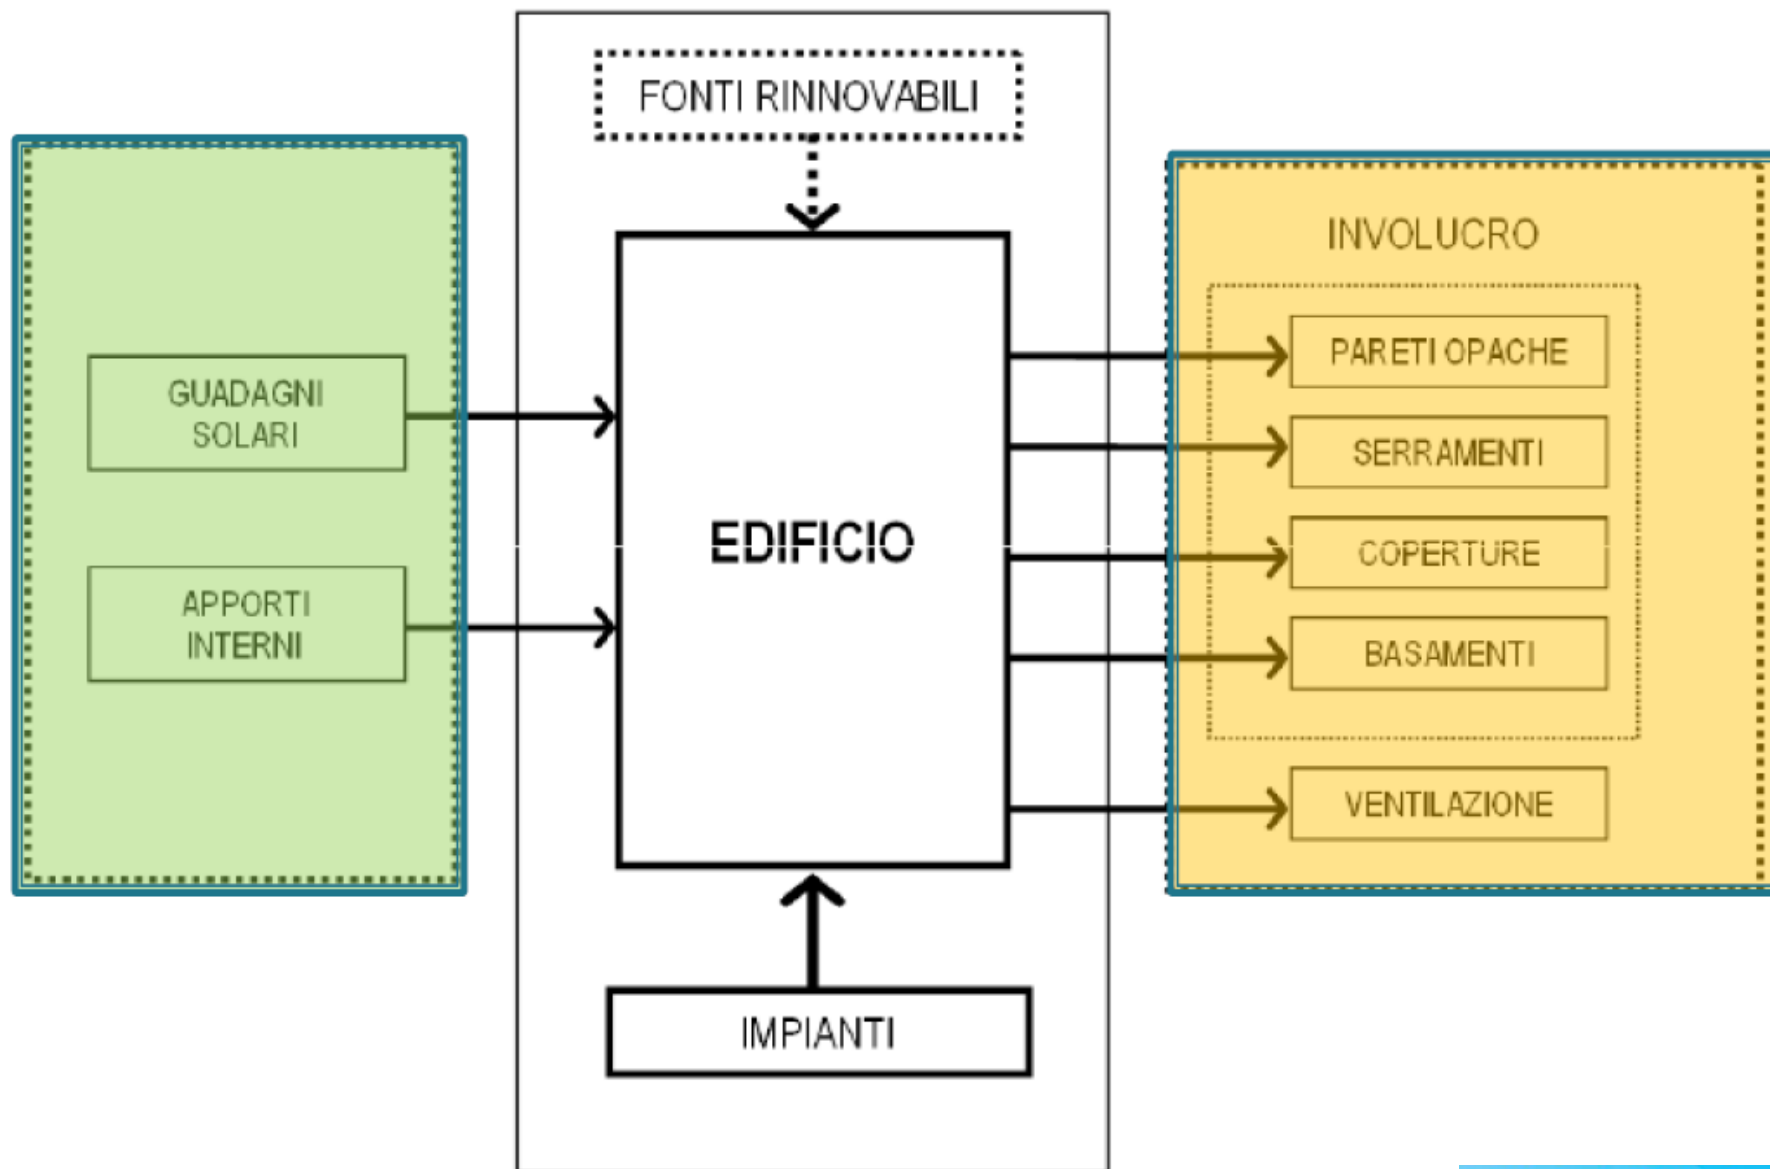 FONTI RINNOVABILI
GUADAGNI
SOLARI
APPORTI
INTERNI
EDIFICIO
IMPIANTI
INVOLUCRO
PARETI OPACHE
SERRAMENTI
COPERTURE
BASAMENTI
VENTILAZIONE